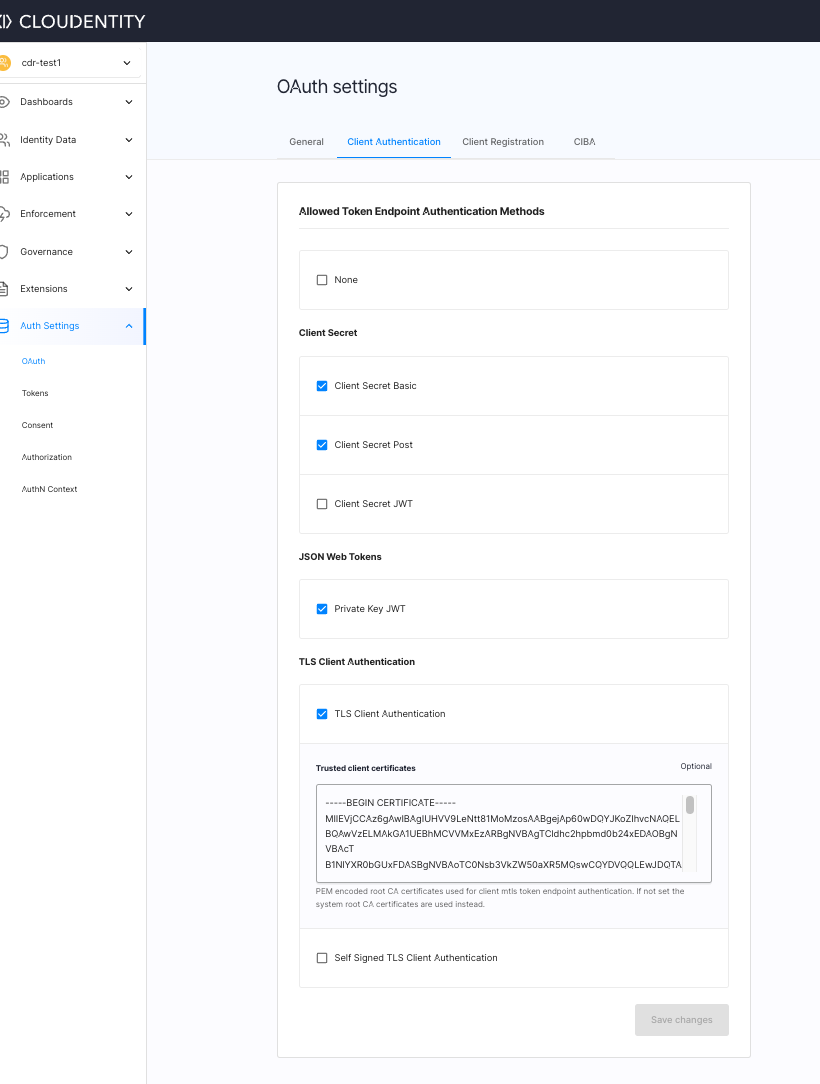 CLOUDENTITY
cdr-test1
Dashboards
Identity Data
Applications
Enforcement
Governance
Extensions
Auth Settings
OAuth
Tokens
Consent
Authorization
AuthN Context
OAuth settings
General
Client Authentication
Client Registration
CIBA
Allowed Token Endpoint Authentication Methods
None
Client Secret
Client Secret Basic
Client Secret Post
Client Secret JWT
JSON Web Tokens
Private Key JWT
TLS Client Authentication
TLS Client Authentication
Trusted client certificates
Optional
-----BEGIN CERTIFICATE-----
MIIEVjCCAz6gAwIBAgIUHVV9LeNtt81MoMzosAABgejAp60wDQYJKoZIhvcNAQEL
BQAwVzELMAkGA1UEBhMCVVMxEzARBgNVBAgTCldhc2hpbmd0b24xEDAOBgN
VBAcT
B1NlYXR0bGUxFDASBgNVBAoTC0Nsb3VkZW50aXR5MQswCQYDVQQLEwJDQTA
PEM encoded root CA certificates used for client mtls token endpoint authentication. If not set the
system root CA certificates are used instead.
Self Signed TLS Client Authentication
Save changes